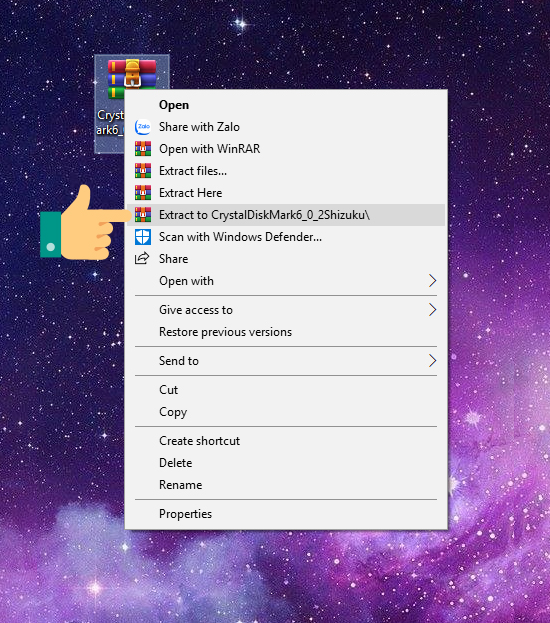 Cryst
ark6_
Open
Share with Zalo
Zalo
Open with WinRAR
Extract files...
Extract Here
Extract to CrystalDiskMark6_0_2Shizuku\
Scan with Windows Defender...
Share
Open with
Give access to
Restore previous versions
Send to
Cut
Copy
Create shortcut
Delete
Rename
Properties